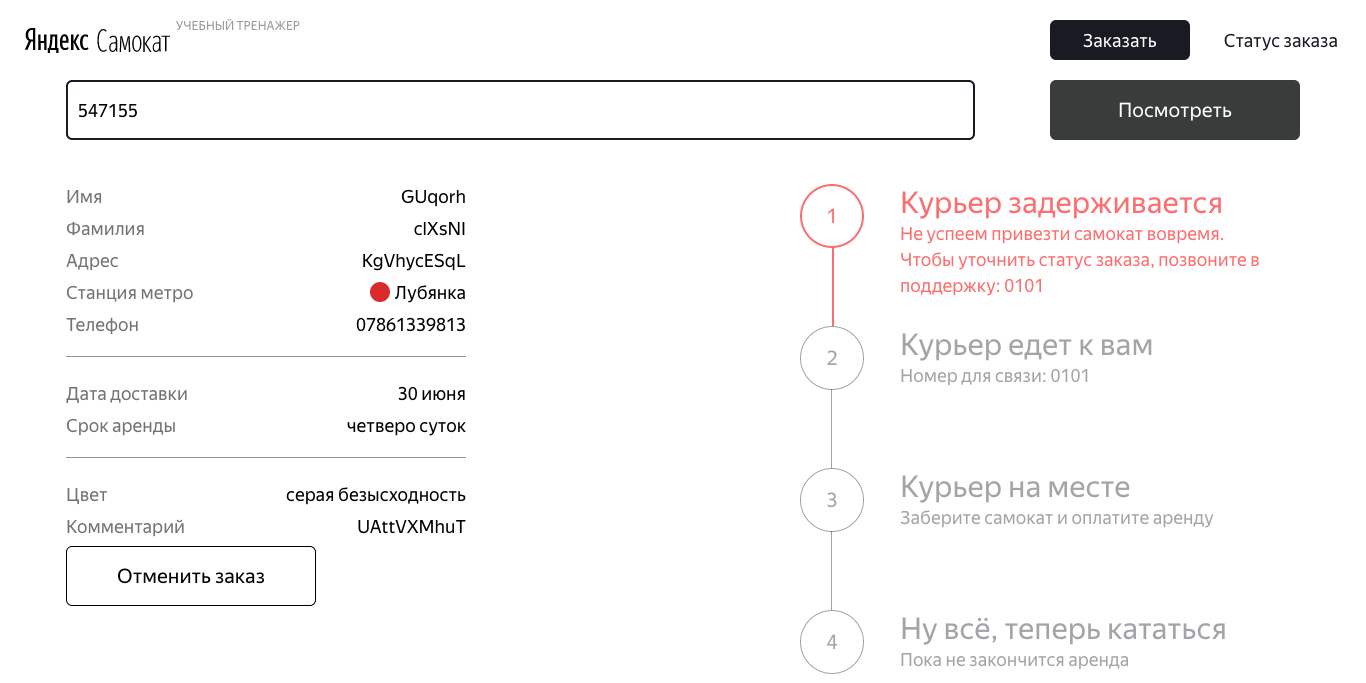 Яндекс Самокат
УЧЕБНЫЙ ТРЕНАЖЕР
Заказать
Статус заказа
547155
Посмотреть
Имя GUqorh
Фамилия clXsNI
Адрес KgVhycESqL
Станция метро Лубянка
Телефон 07861339813
Дата доставки 30 июня
Срок аренды четверо суток
Цвет серая безысходность
Комментарий UAttVXMhuT
Отменить заказ
1
Курьер задерживается
Не успеем привезти самокат вовремя.
Чтобы уточнить статус заказа, позвоните в
поддержку: 0101
2
Курьер едет к вам
Номер для связи: 0101
3
Курьер на месте
Заберите самокат и оплатите аренду
4
Ну всё, теперь кататься
Пока не закончится аренда